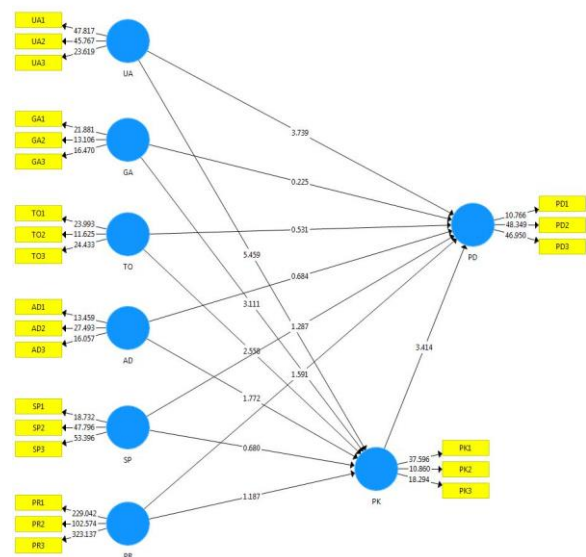 UA1
UA2
UA3
47.817
45.767
23.619
UA
GA1
GA2
GA3
21.881
13.106
16.470
GA
TO1
TO2
TO3
23.993
11.625
24.433
TO
AD1
AD2
AD3
13.459
27.493
16.057
AD
SP1
SP2
SP3
18.732
47.796
53.396
SP
PR1
PR2
PR3
229.042
102.574
323.137
PR
3.739
0.225
0.531
0.684
1.287
1.591
5.459
3.111
2.558
1.772
0.680
1.187
3.414
PD
10.766
48.349
46.950
PD1
PD2
PD3
PK
37.596
10.860
18.294
PK1
PK2
PK3